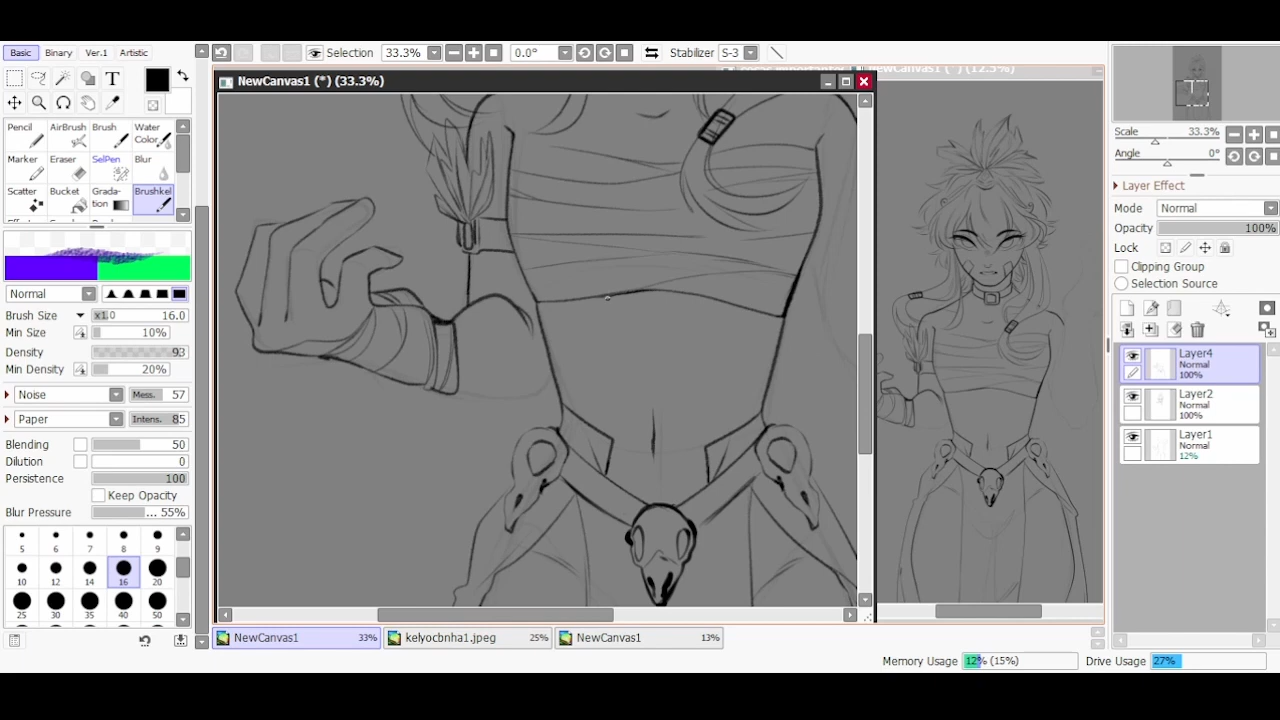 Basic Binary Ver.1 Artistic
Selection 33.3% 0.0° Stabilizer S-3
NewCanvas1 (*) (33.3%)
T
Pencil AirBrush Brush Water Color
Marker Eraser SelPen Blur
Scatter Bucket Grada-tion Brushkel
Normal
Brush Size x1.0 16.0
Min Size 10%
Density 93
Min Density 20%
Noise Mess. 57
Paper Intens. 85
Blending 50
Dilution 0
Persistence 100
Keep Opacity
Blur Pressure ... 55%
5 6 7 8 9
10 12 14 16 20
25 30 35 40 50
NewCanvas1 33%
kelyocbnha1.jpeg 25%
NewCanvas1 13%
Scale 33.3%
Angle 0°
Layer Effect
Mode Normal
Opacity 100%
Lock
Clipping Group
Selection Source
Layer4
Normal
100%
Layer2
Normal
100%
Layer1
Normal
12%
Memory Usage 12% (15%) Drive Usage 27%